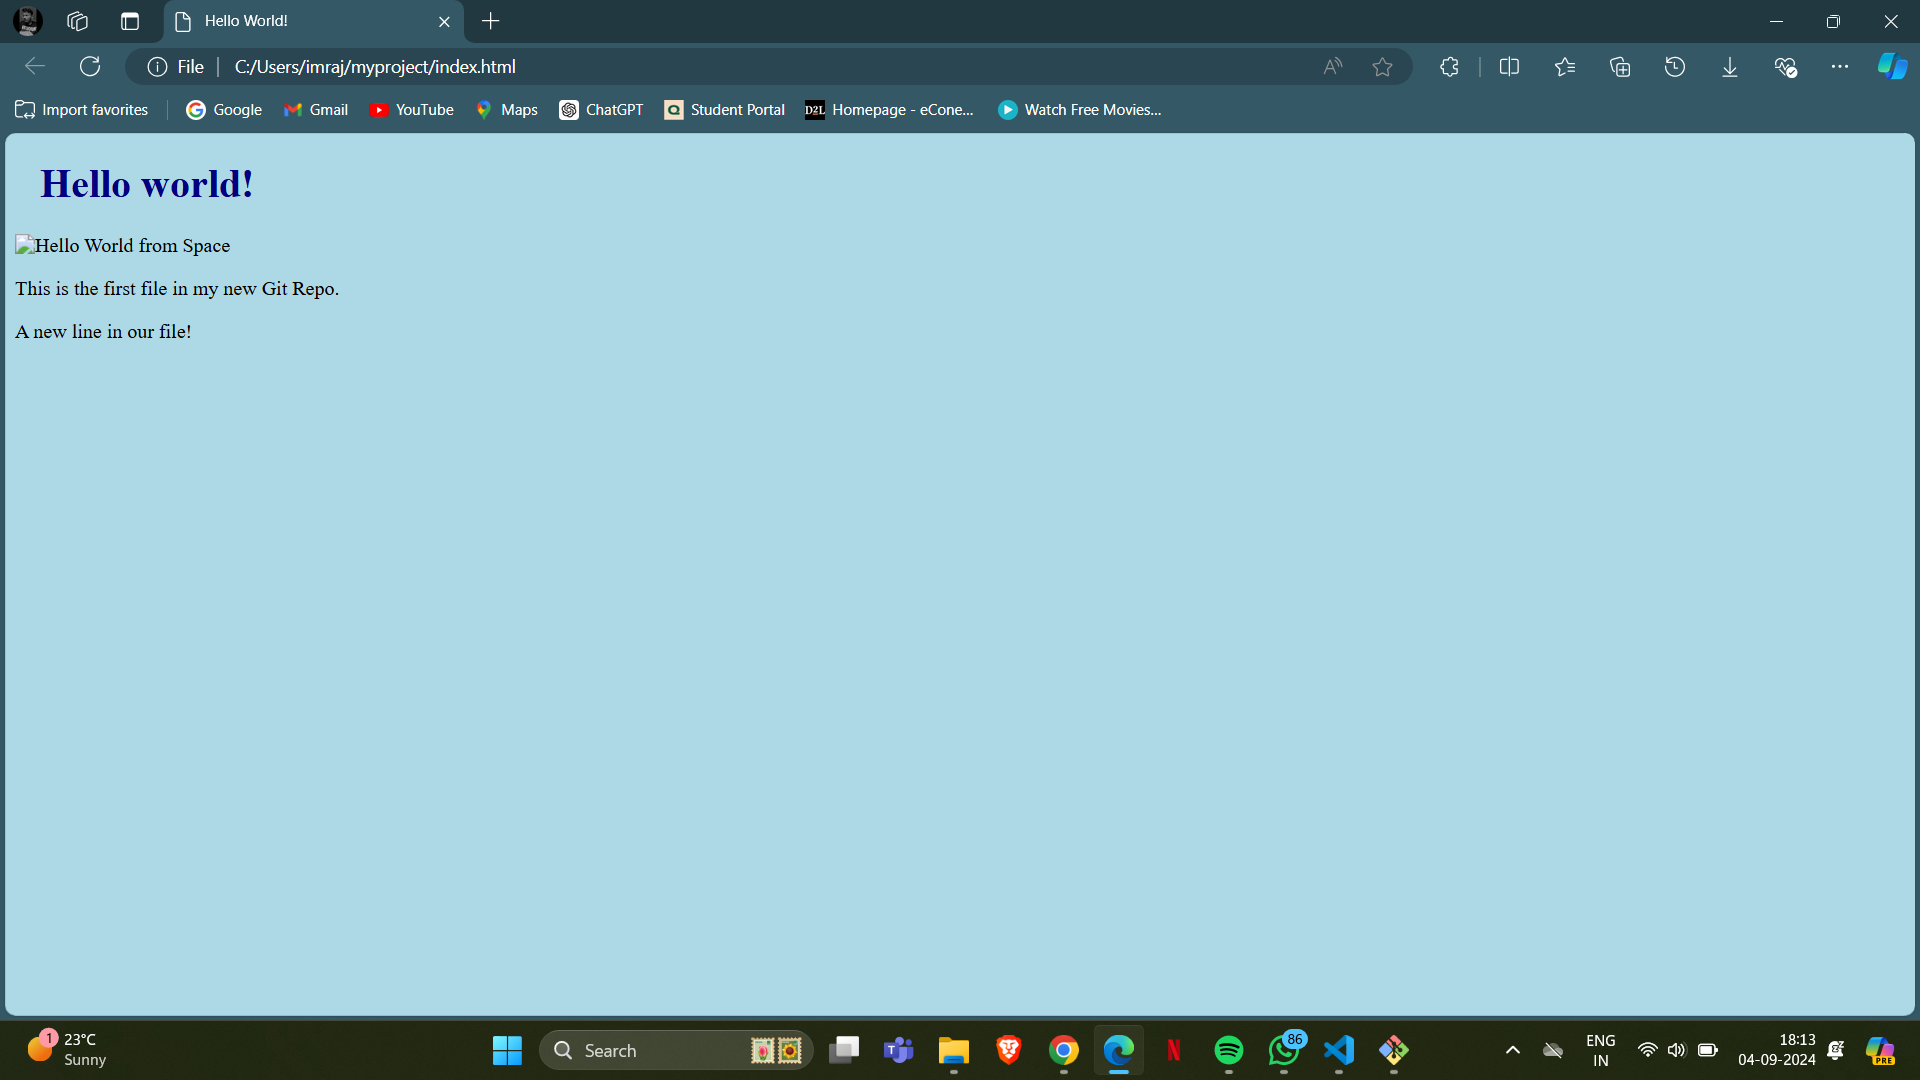 Hello World!
File
C:/Users/imraj/myproject/index.html
Import favorites
Google
Gmail
YouTube
Maps
ChatGPT
Student Portal
D2L
Homepage - eCone...
Watch Free Movies...
Hello world!
Hello World from Space
This is the first file in my new Git Repo.
A new line in our file!
1
23°C
Sunny
Search
86
ENG
IN
18:13
04-09-2024
PRE